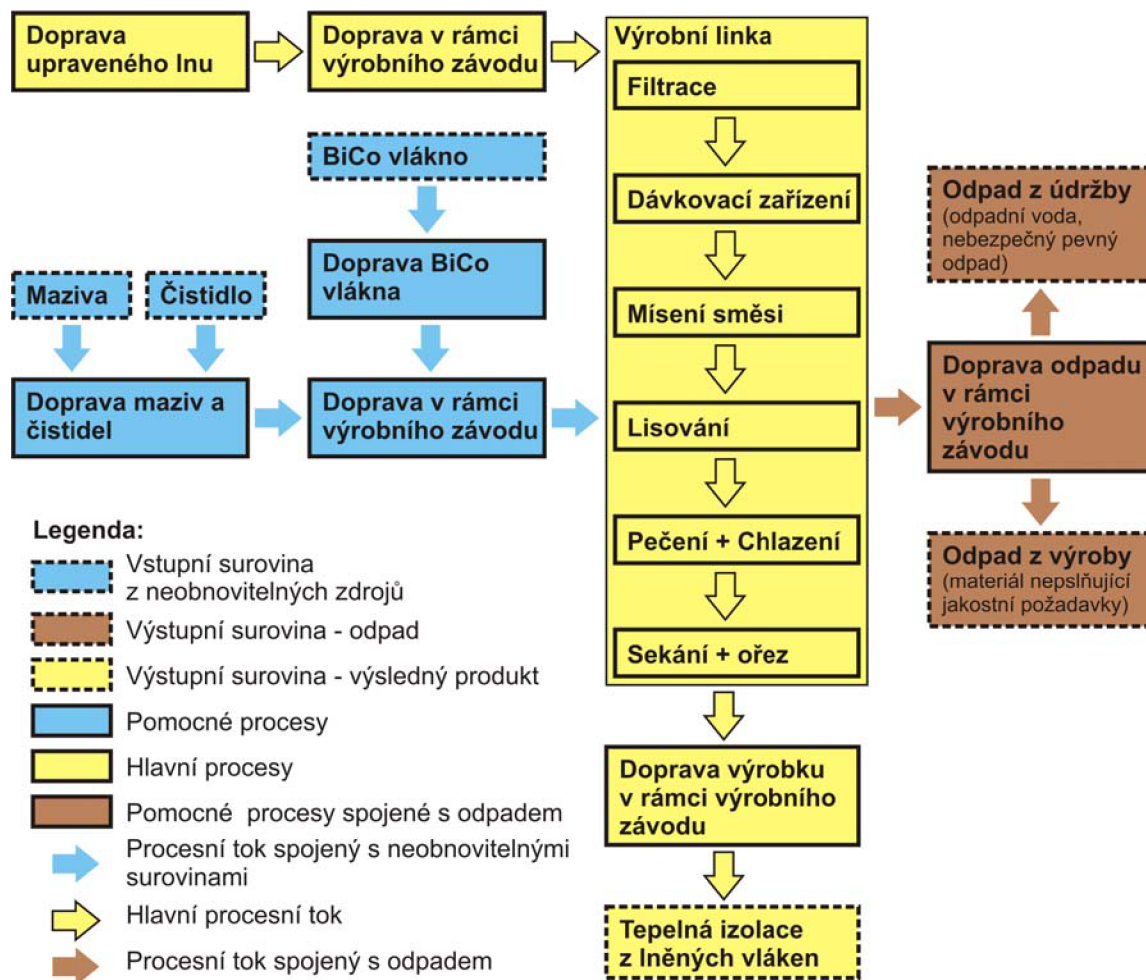 Doprava
upraveného lnu
Doprava v rámci
výrobního závodu
Výrobní linka
Filtrace
Dávkovací zařízení
Mísení směsi
Lisování
Pečení + Chlazení
Sekání + ořez
BiCo vlákno
Doprava BiCo
vlákna
Maziva
Čistidlo
Doprava maziv a
čistidel
Doprava v rámci
výrobního závodu
Odpad z údržby
(odpadní voda,
nebezpečný pevný
odpad)
Doprava odpadu
v rámci
výrobního
závodu
Odpad z výroby
(materiál nepslňující
jakostní požadavky)
Doprava výrobku
v rámci výrobního
závodu
Tepelná izolace
z lněných vláken
Legenda:
Vstupní surovina
z neobnovitelných zdrojů
Výstupní surovina - odpad
Výstupní surovina - výsledný produkt
Pomocné procesy
Hlavní procesy
Pomocné procesy spojené s odpadem
Procesní tok spojený s neobnovitelnými
surovinami
Hlavní procesní tok
Procesní tok spojený s odpadem